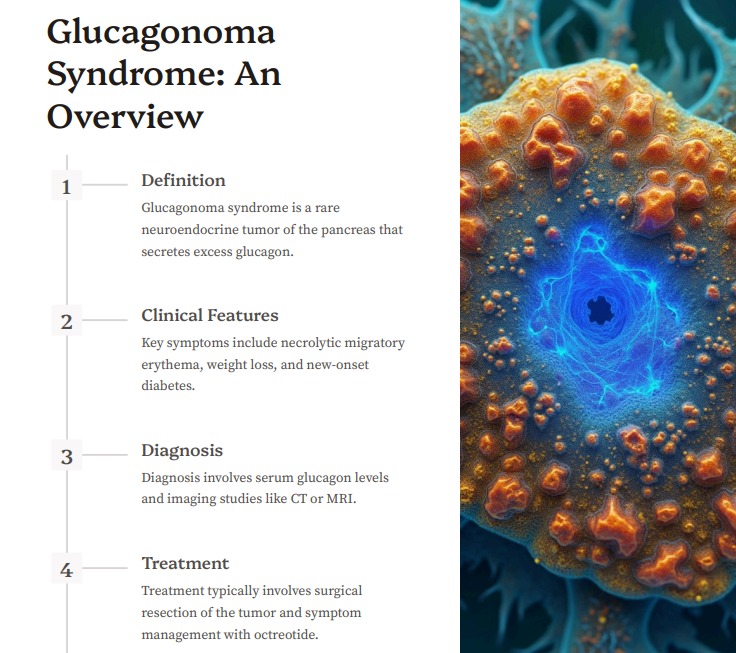 Glucagonoma
Syndrome: An
Overview
1
Definition
Glucagonoma syndrome is a rare
neuroendocrine tumor of the pancreas that
secretes excess glucagon.
2
Clinical Features
Key symptoms include necrolytic migratory
erythema, weight loss, and new-onset
diabetes.
3
Diagnosis
Diagnosis involves serum glucagon levels
and imaging studies like CT or MRI.
4
Treatment
Treatment typically involves surgical
resection of the tumor and symptom
management with octreotide.